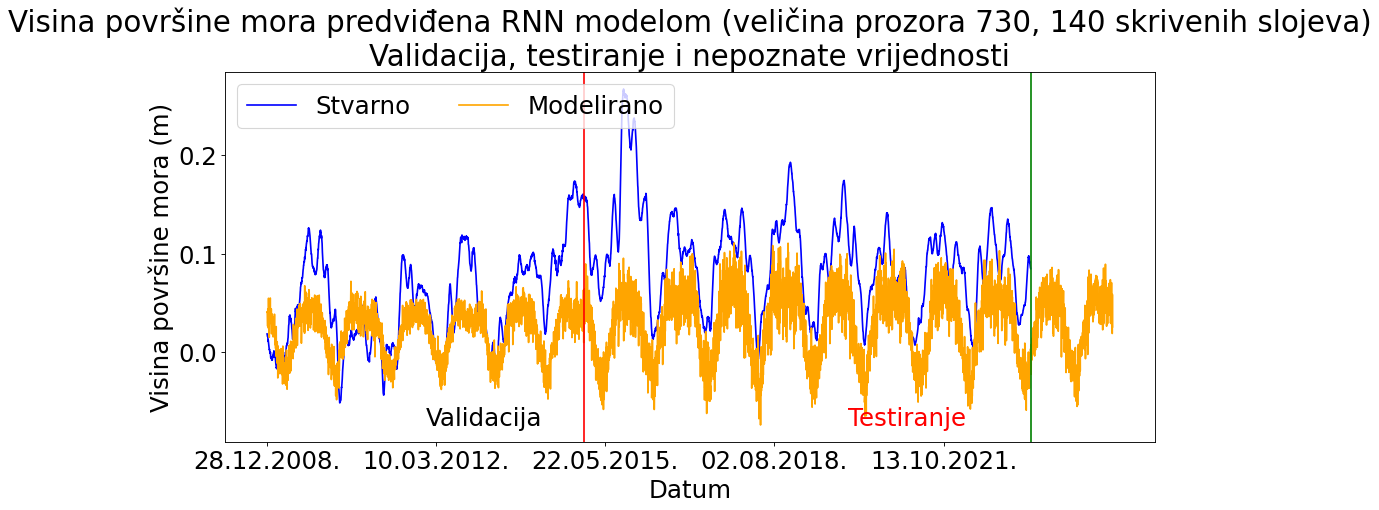 Visina površine mora predviđena RNN modelom (veličina prozora 730, 140 skrivenih slojeva)
Validacija, testiranje i nepoznate vrijednosti
Stvarno Modelirano
Visina površine mora (m)
0.2
0.1
0.0
Validacija Testiranje
28.12.2008. 10.03.2012. 22.05.2015. 02.08.2018. 13.10.2021.
Datum